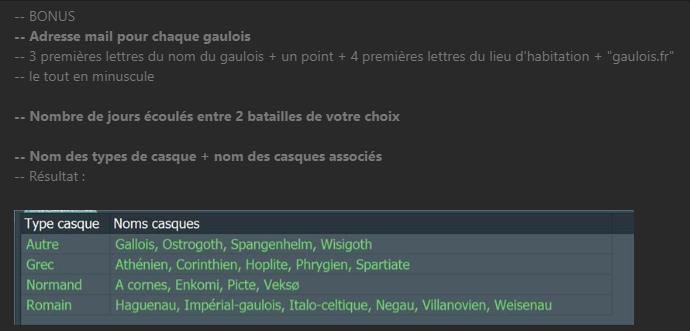 -- BONUS
-- Adresse mail pour chaque gaulois
-- 3 premières lettres du nom du gaulois + un point + 4 premières lettres du lieu d'habitation + "gaulois.fr"
-- le tout en minuscule
-- Nombre de jours écoulés entre 2 batailles de votre choix
-- Nom des types de casque + nom des casques associés
-- Résultat :
Type casque Noms casques
Autre Gallois, Ostrogoth, Spangenhelm, Wisigoth
Grec Athénien, Corinthien, Hoplite, Phrygien, Spartiate
Normand A cornes, Enkomi, Picte, Veksø
Romain Haguenau, Impérial-gaulois, Italo-celtique, Negau, Villanovien, Weisenau